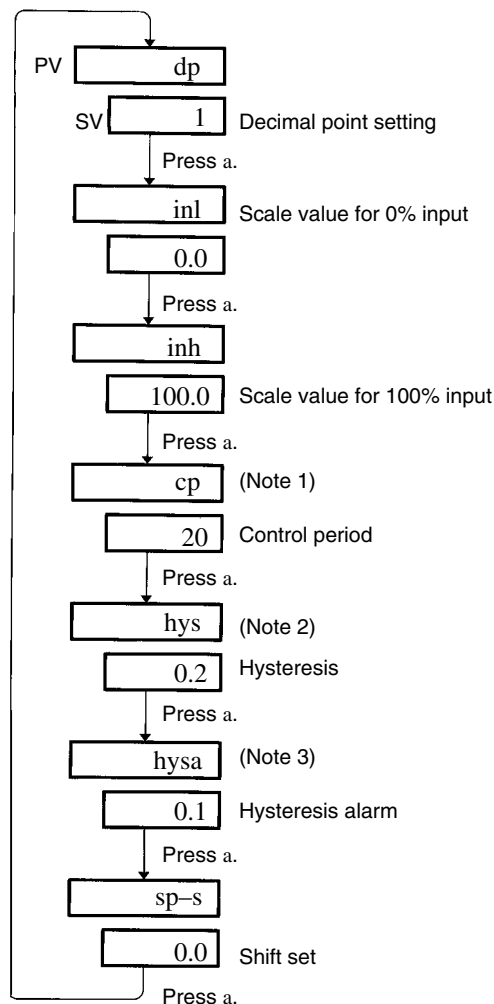 PV dp
SV 1 Decimal point setting
Press a.
inl Scale value for 0% input
0.0
Press a.
inh
100.0 Scale value for 100% input
Press a.
cp (Note 1)
20 Control period
Press a.
hys (Note 2)
0.2 Hysteresis
Press a.
hysa (Note 3)
0.1 Hysteresis alarm
Press a.
sp–s
0.0 Shift set
Press a.